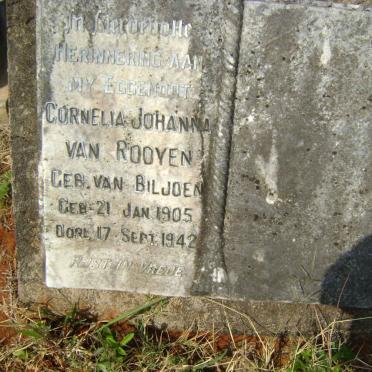 In Liefdevolle
Herinnering aan
my Eggenoot
Cornelia Johanna
van Rooyen
Geb. van Biljoen
Geb. 21 Jan. 1905
Oorl. 17 Sept. 1942
Rust in Vrede